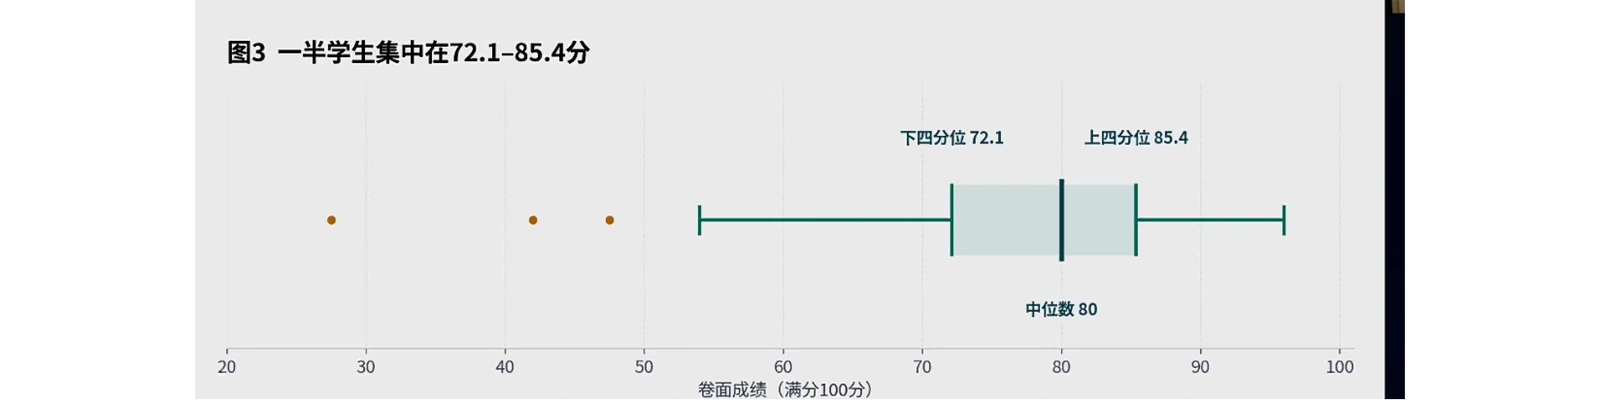 图3 一半学生集中在72.1–85.4分
下四分位 72.1
上四分位 85.4
中位数 80
20 30 40 50 60 70 80 90 100
卷面成绩（满分100分）